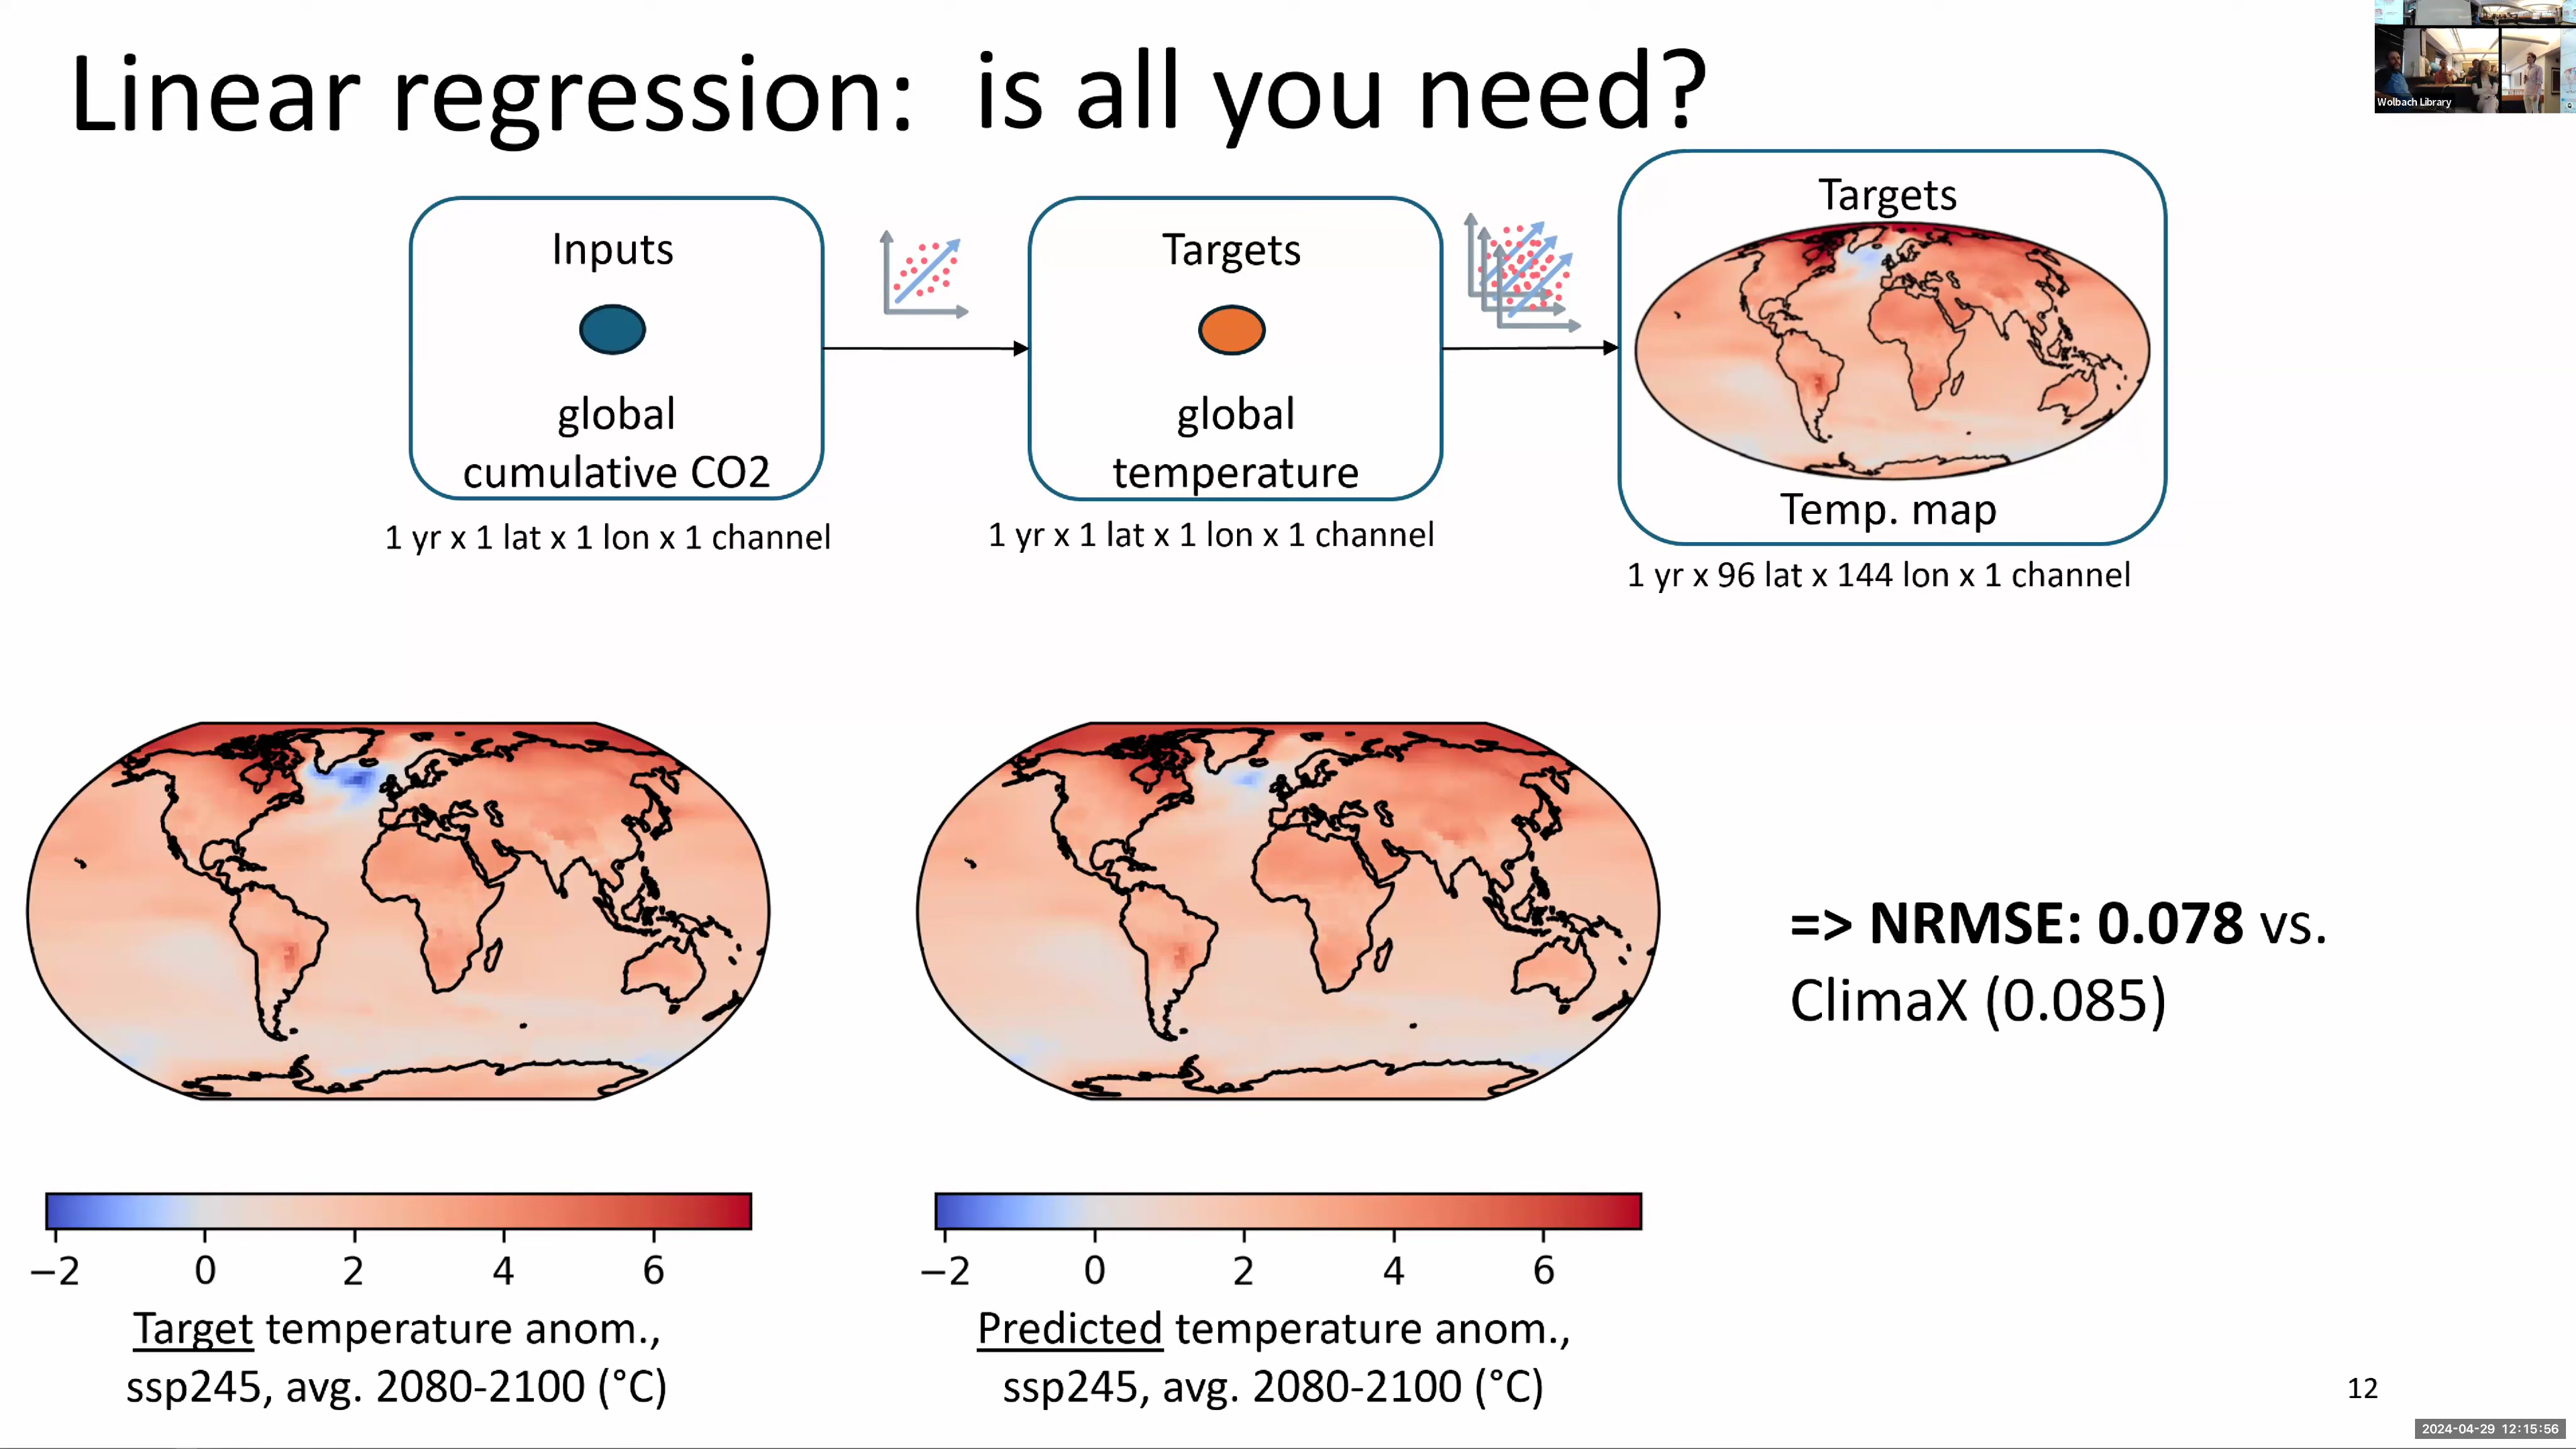 Linear regression: is all you need?
Wolbach Library
Inputs
global
cumulative CO2
1 yr x 1 lat x 1 lon x 1 channel
Targets
global
temperature
1 yr x 1 lat x 1 lon x 1 channel
Targets
Temp. map
1 yr x 96 lat x 144 lon x 1 channel
=> NRMSE: 0.078 vs.
ClimaX (0.085)
−2 0 2 4 6
Target temperature anom.,
ssp245, avg. 2080-2100 (°C)
−2 0 2 4 6
Predicted temperature anom.,
ssp245, avg. 2080-2100 (°C)
12
2024-04-29 12:15:56